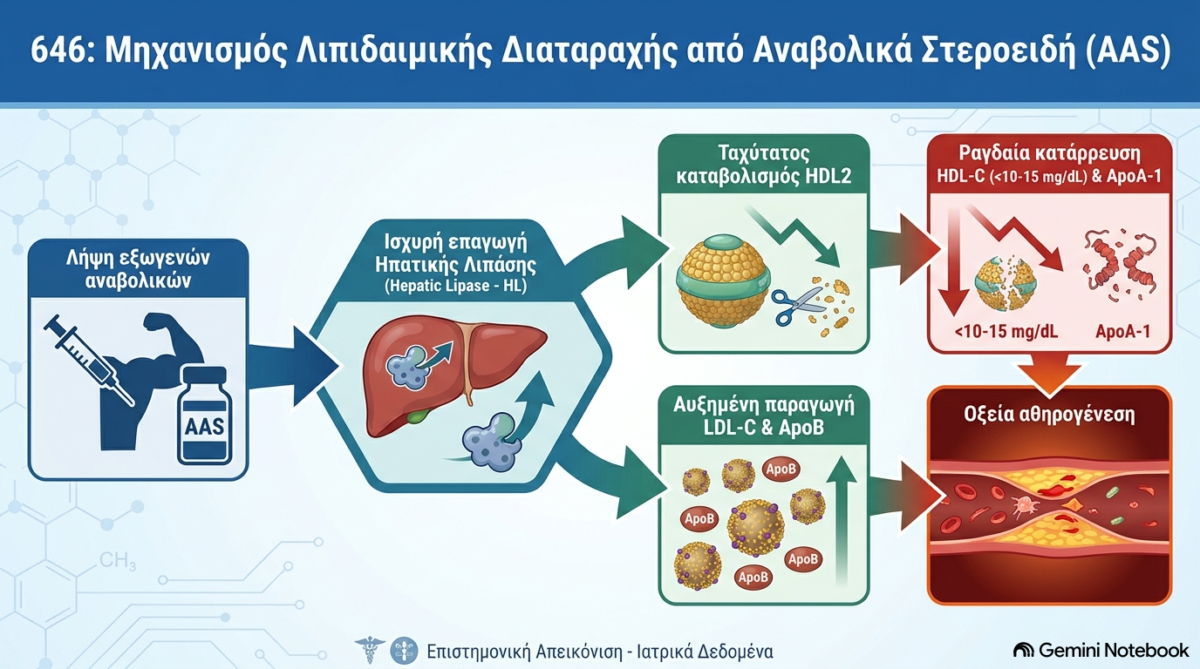 646: Μηχανισμός Λιπιδαιμικής Διαταραχής από Αναβολικά Στεροειδή (AAS)
Λήψη εξωγενών
αναβολικών
AAS
Ισχυρή επαγωγή
Ηπατικής Λιπάσης
(Hepatic Lipase - HL)
Ταχύτατος
καταβολισμός HDL2
Ραγδαία κατάρρευση
HDL-C (<10-15 mg/dL) & ApoA-1
<10-15 mg/dL
ApoA-1
Αυξημένη παραγωγή
LDL-C & ApoB
ApoB
ApoB
ApoB
ApoB
Οξεία αθηρογένεση
CH₃
Επιστημονική Απεικόνιση - Ιατρικά Δεδομένα
Gemini Notebook